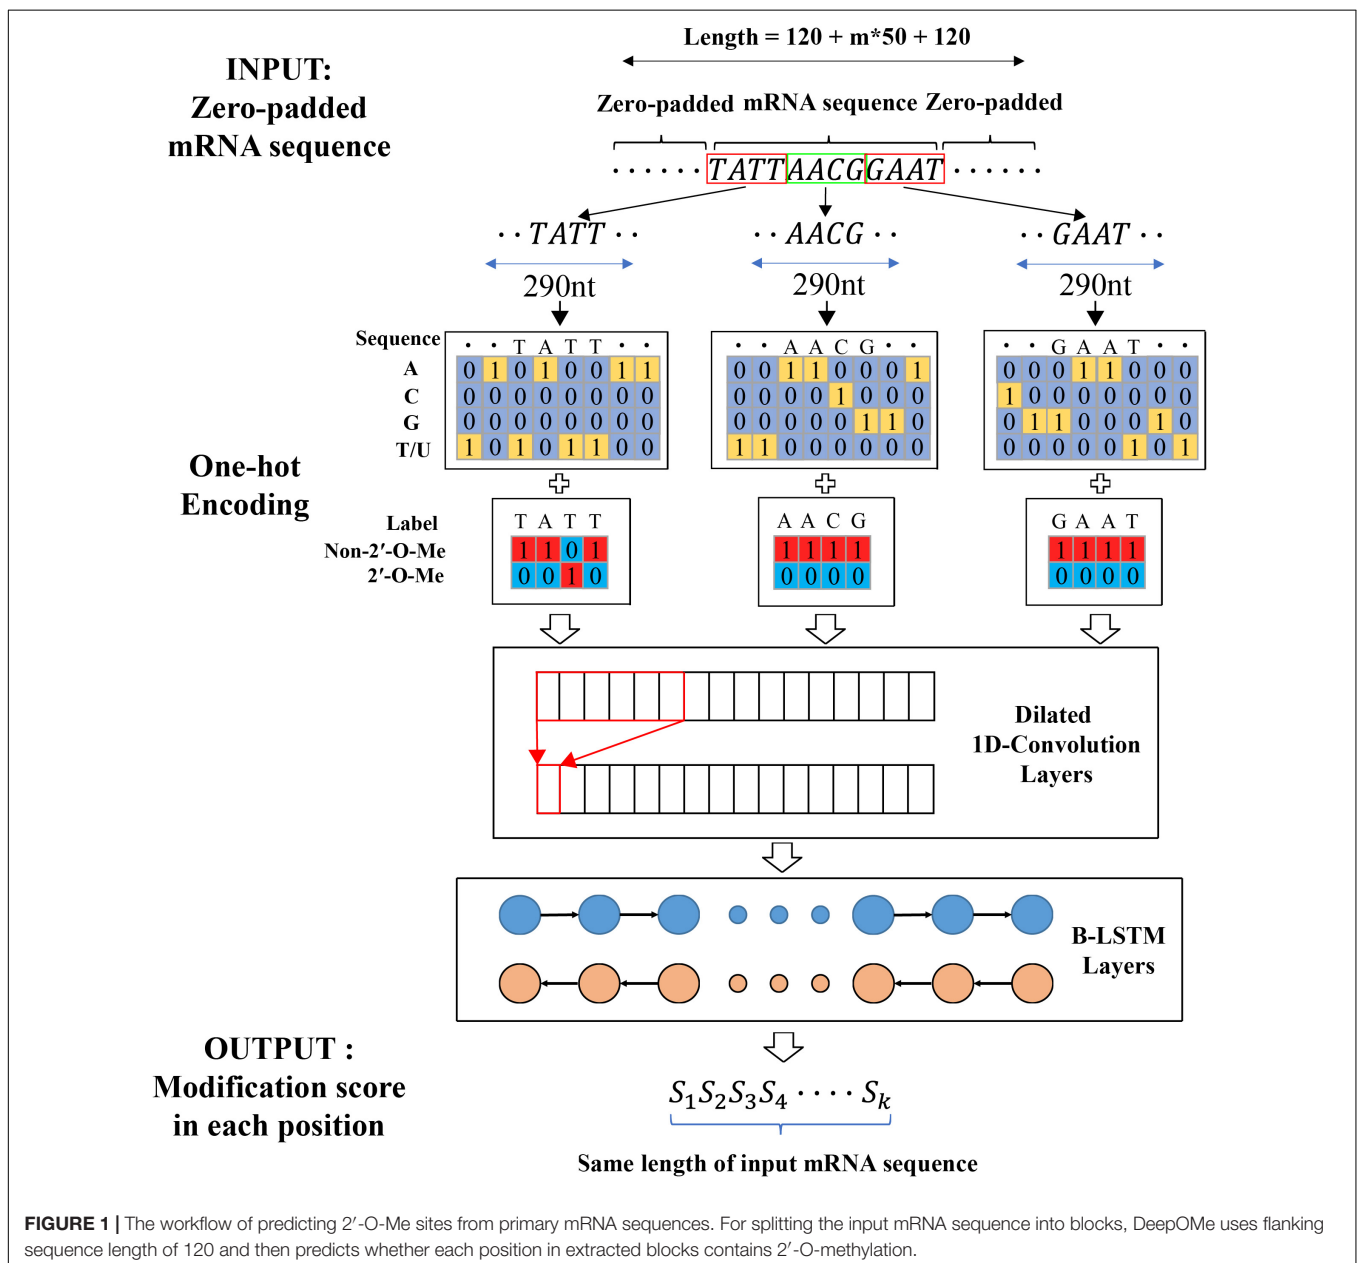 Length = 120 + m*50 + 120
INPUT:
Zero-padded
mRNA sequence
Zero-padded mRNA sequence Zero-padded
· · · · · · TATTAACGGAAT · · · · · ·
· · TATT · · · · AACG · · · · GAAT · ·
290nt 290nt 290nt
Sequence · · T A T T · · · · A A C G · · · · G A A T · ·
A 0 1 0 1 0 0 1 1 0 0 1 1 0 0 0 1 0 0 0 1 1 0 0 0
C 0 0 0 0 0 0 0 0 0 0 0 0 1 0 0 0 1 0 0 0 0 0 0 0
G 0 0 0 0 0 0 0 0 0 0 0 0 0 1 1 0 0 1 1 0 0 0 1 0
T/U 1 0 1 0 1 1 0 0 1 1 0 0 0 0 0 0 0 0 0 0 0 1 0 1
One-hot
Encoding
Label T A T T A A C G G A A T
Non-2′-O-Me 1 1 0 1 1 1 1 1 1 1 1 1
2′-O-Me 0 0 1 0 0 0 0 0 0 0 0 0
Dilated
1D-Convolution
Layers
B-LSTM
Layers
OUTPUT :
Modification score
in each position
S₁S₂S₃S₄ · · · · Sₖ
Same length of input mRNA sequence
FIGURE 1 | The workflow of predicting 2′-O-Me sites from primary mRNA sequences. For splitting the input mRNA sequence into blocks, DeepOMe uses flanking
sequence length of 120 and then predicts whether each position in extracted blocks contains 2′-O-methylation.